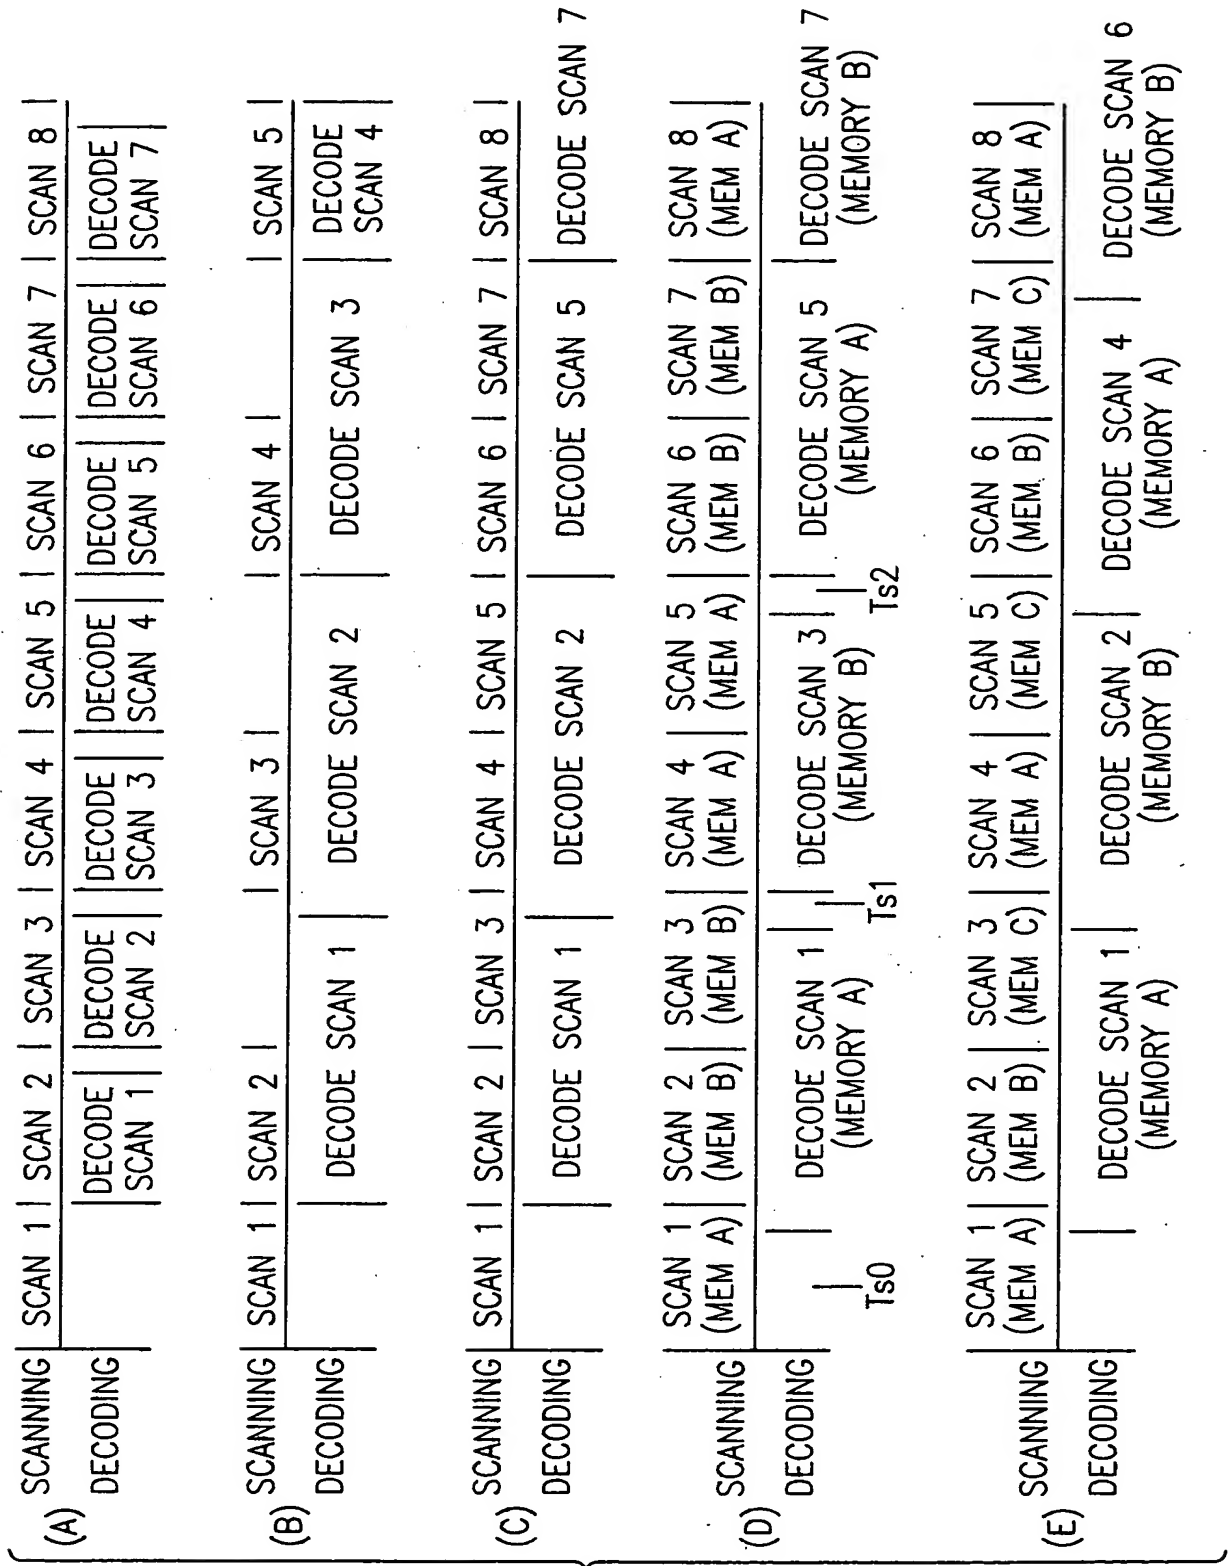 (A) SCANNING SCAN 1 | SCAN 2 | SCAN 3 | SCAN 4 | SCAN 5 | SCAN 6 | SCAN 7 | SCAN 8 |
DECODING | DECODE | DECODE | DECODE | DECODE | DECODE | DECODE | DECODE |
SCAN 1 | SCAN 2 | SCAN 3 | SCAN 4 | SCAN 5 | SCAN 6 | SCAN 7 |
(B) SCANNING SCAN 1 | SCAN 2 | | SCAN 3 | | SCAN 4 | | SCAN 5 |
DECODING | DECODE SCAN 1 | DECODE SCAN 2 | DECODE SCAN 3 | DECODE
SCAN 4
(C) SCANNING SCAN 1 | SCAN 2 | SCAN 3 | SCAN 4 | SCAN 5 | SCAN 6 | SCAN 7 | SCAN 8 |
DECODING | DECODE SCAN 1 | DECODE SCAN 2 | DECODE SCAN 5 | DECODE SCAN 7
(D) SCANNING SCAN 1 | SCAN 2 | SCAN 3 | SCAN 4 | SCAN 5 | SCAN 6 | SCAN 7 | SCAN 8 |
(MEM A) | (MEM B) | (MEM B) | (MEM A) | (MEM A) | (MEM B) | (MEM B) | (MEM A) |
DECODING | DECODE SCAN 1 | | DECODE SCAN 3 | | DECODE SCAN 5 | DECODE SCAN 7
(MEMORY A) (MEMORY B) (MEMORY A) (MEMORY B)
Ts0 Ts1 Ts2
(E) SCANNING SCAN 1 | SCAN 2 | SCAN 3 | SCAN 4 | SCAN 5 | SCAN 6 | SCAN 7 | SCAN 8 |
(MEM A) | (MEM B) | (MEM C) | (MEM A) | (MEM C) | (MEM B) | (MEM C) | (MEM A) |
DECODING | DECODE SCAN 1 | DECODE SCAN 2 | DECODE SCAN 4 | DECODE SCAN 6
(MEMORY A) (MEMORY B) (MEMORY A) (MEMORY B)